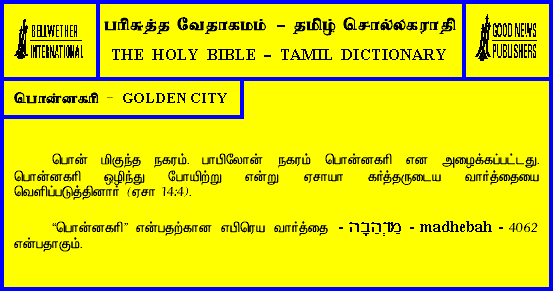 BELLWETHER
INTERNATIONAL
பரிசுத்த வேதாகமம் – தமிழ் சொல்லகராதி
THE HOLY BIBLE – TAMIL DICTIONARY
GOOD NEWS
PUBLISHERS
பொன்னகரி – GOLDEN CITY
பொன் மிகுந்த நகரம். பாபிலோன் நகரம் பொன்னகரி என அழைக்கப்பட்டது.
பொன்னகரி ஒழிந்து போயிற்று என்று ஏசாயா கர்த்தருடைய வார்த்தையை
வெளிப்படுத்தினார் (ஏசா 14:4).
“பொன்னகரி” என்பதற்கான எபிரெய வார்த்தை - מַדְהֵבָה - madhebah - 4062
என்பதாகும்.